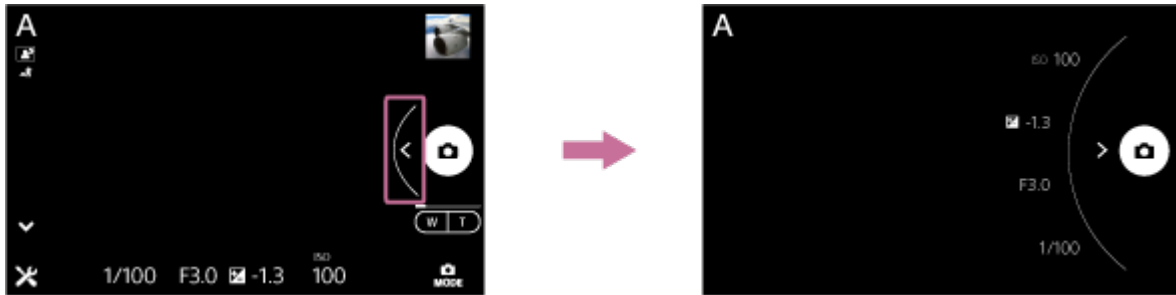 A
W T
1/100 F3.0 -1.3 ISO 100
MODE
A
ISO 100
-1.3
F3.0
1/100